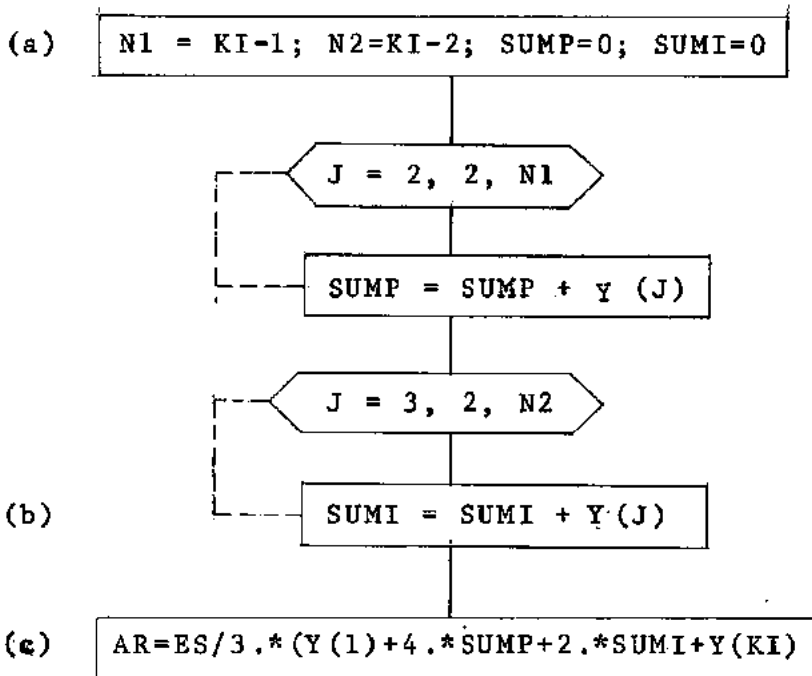 (a) N1 = KI-1; N2=KI-2; SUMP=0; SUMI=0
J = 2, 2, N1
SUMP = SUMP + Y (J)
J = 3, 2, N2
(b) SUMI = SUMI + Y(J)
(c) AR=ES/3.*(Y(1)+4.*SUMP+2.*SUMI+Y(KI)